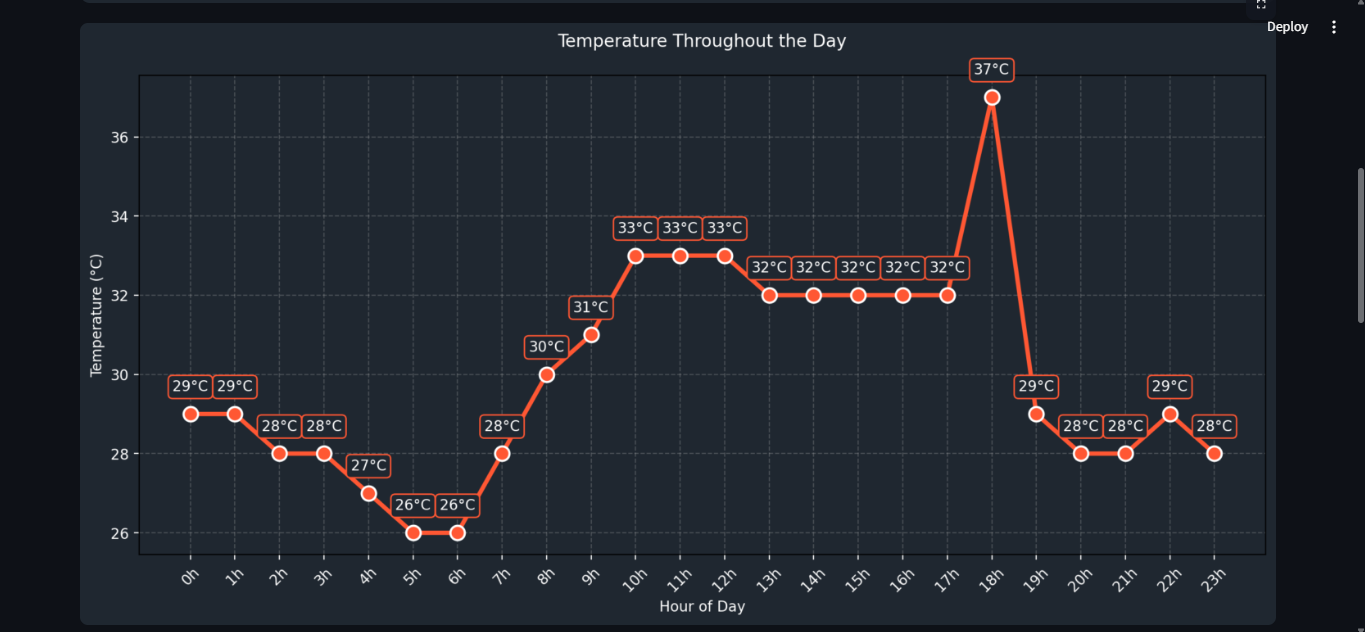 Deploy
Temperature Throughout the Day
37°C
36
34
33°C 33°C 33°C
32°C 32°C 32°C 32°C 32°C
32
31°C
30°C
30
29°C 29°C 29°C 29°C
28°C 28°C 28°C 28°C 28°C 28°C
28
27°C
26°C 26°C
26
Temperature (°C)
0h 1h 2h 3h 4h 5h 6h 7h 8h 9h 10h 11h 12h 13h 14h 15h 16h 17h 18h 19h 20h 21h 22h 23h
Hour of Day